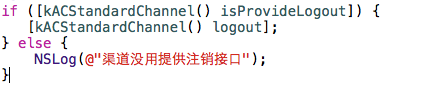 if ([kACStandardChannel() isProvideLogout]) {
    [kACStandardChannel() logout];
} else {
    NSLog(@"渠道没用提供注销接口");
}